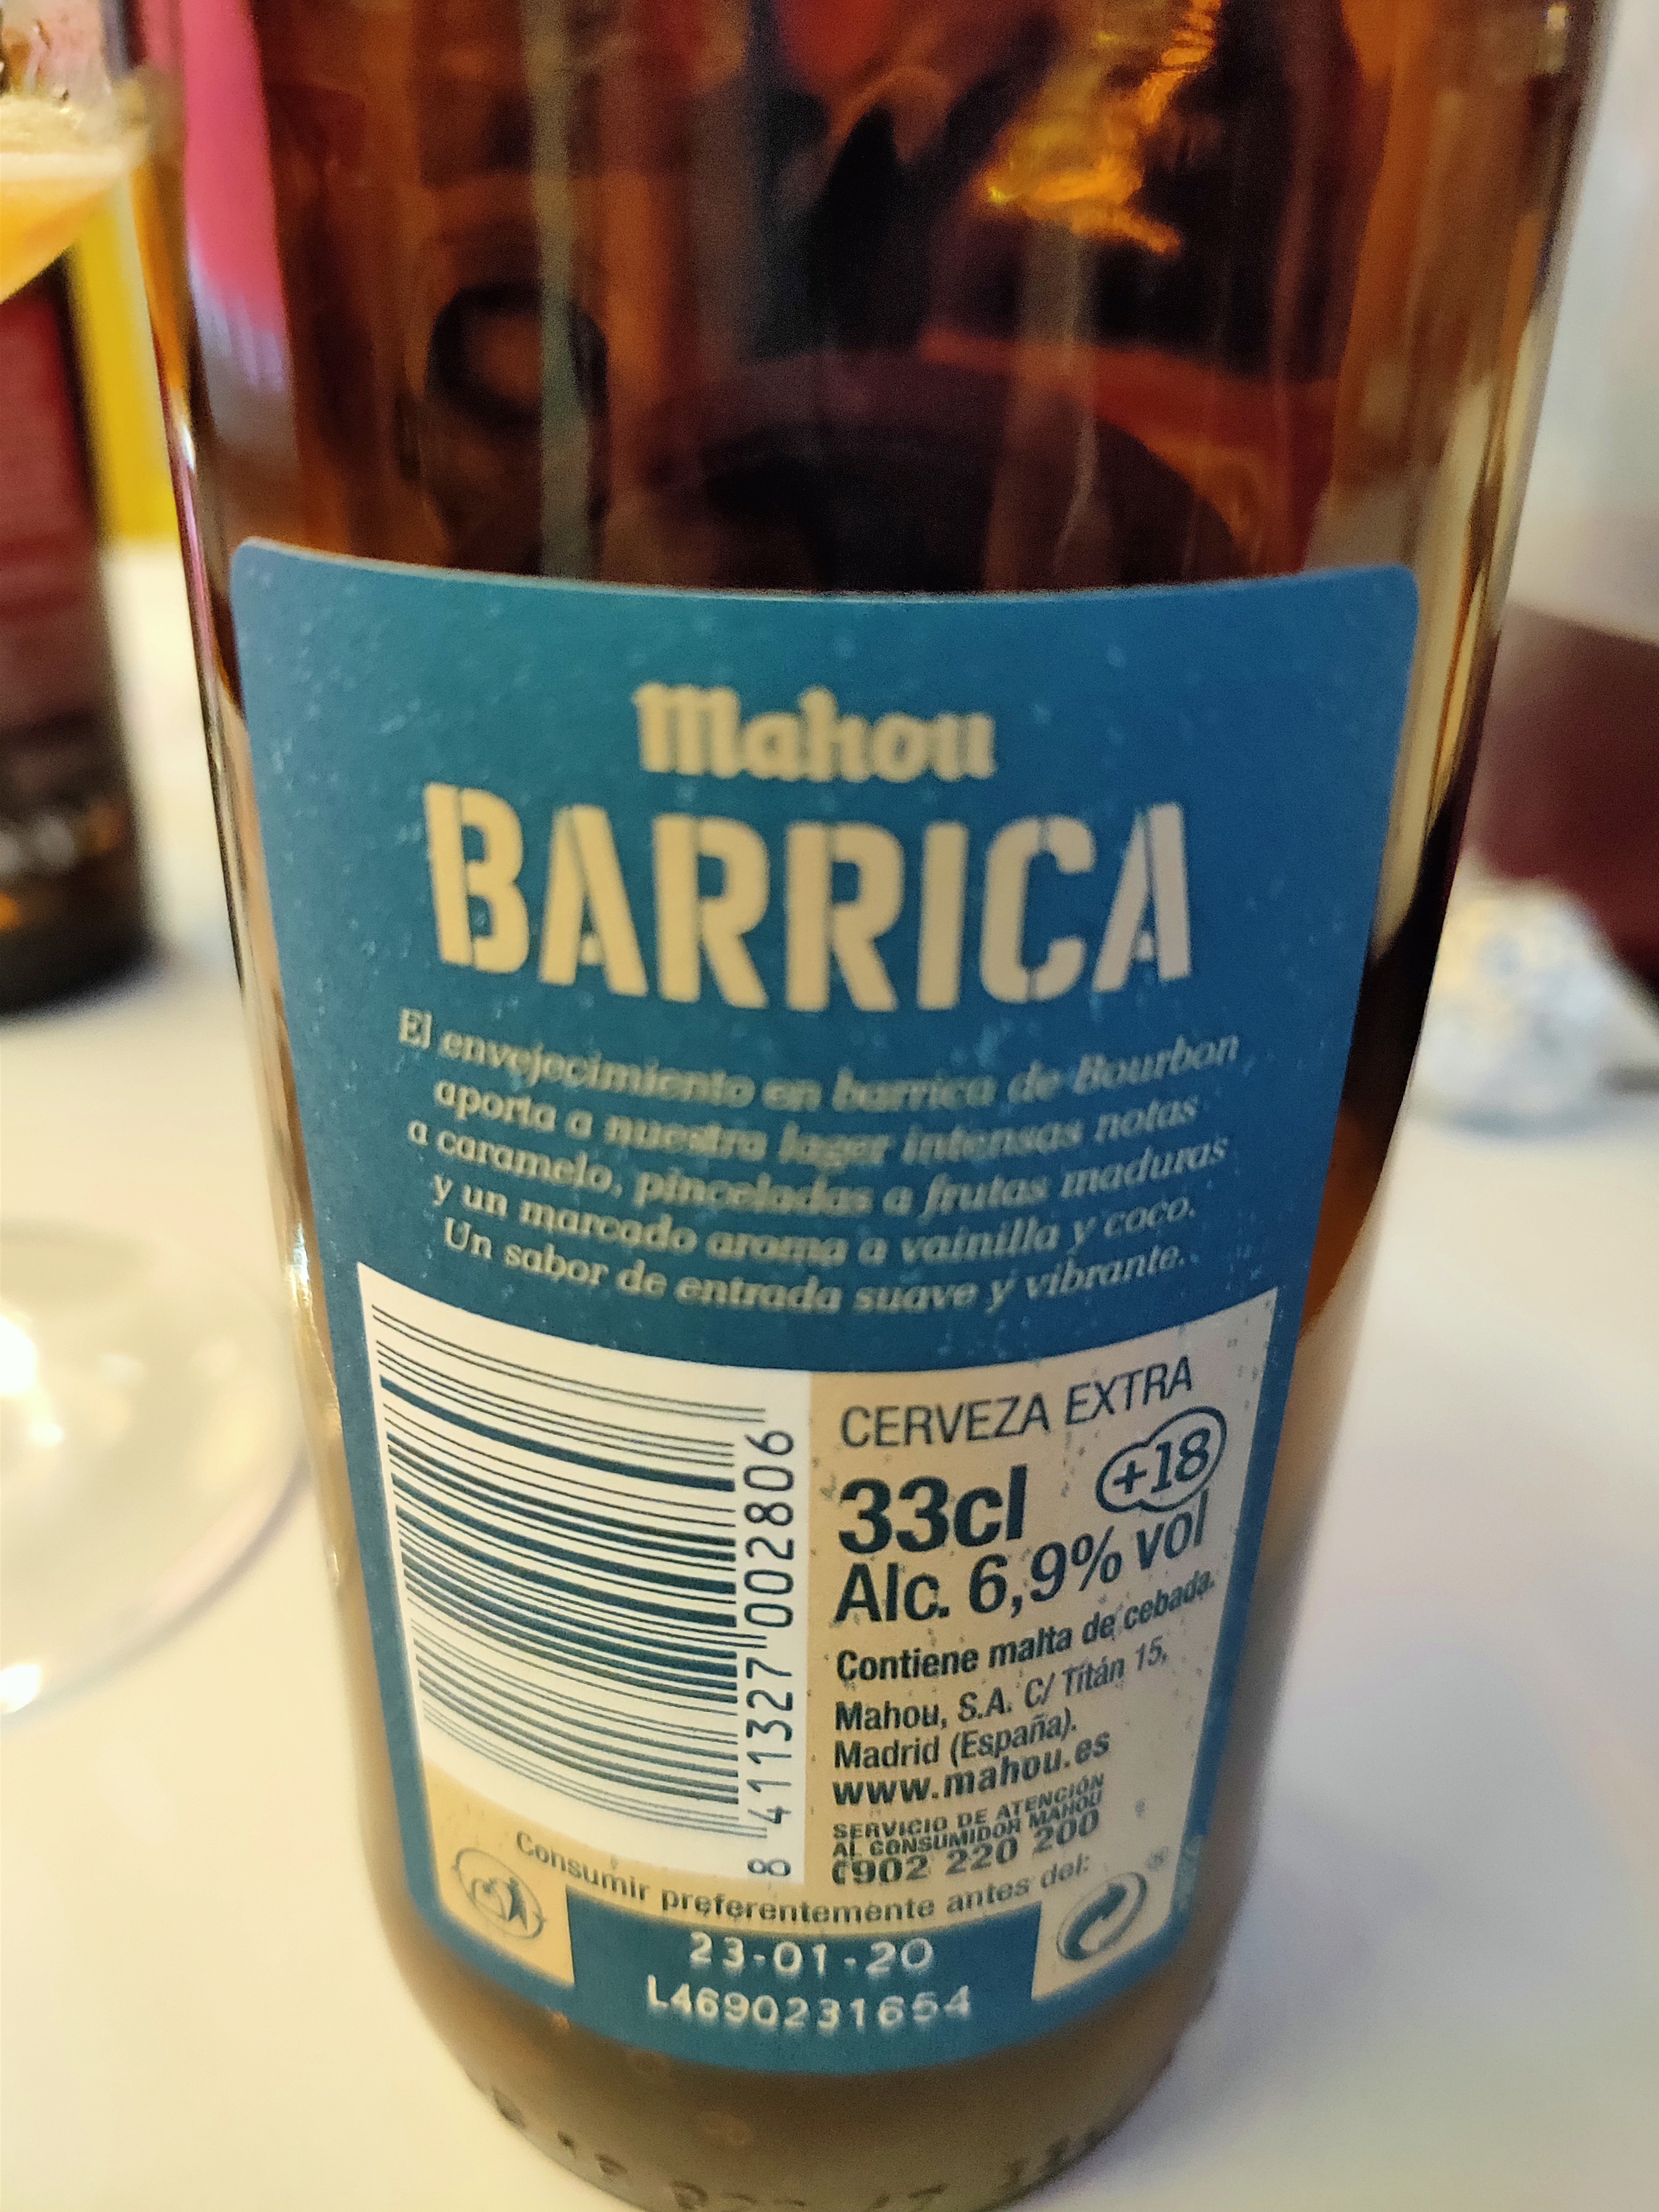 Mahou
BARRICA
El envejecimiento en barrica de Bourbon
aporta a nuestra lager intensas notas
a caramelo, pinceladas a frutas maduras
y un marcado aroma a vainilla y coco.
Un sabor de entrada suave y vibrante.
8 411327 002806
CERVEZA EXTRA
33cl +18
Alc. 6,9% vol
Contiene malta de cebada.
Mahou, S.A. C/ Titán 15,
Madrid (España).
www.mahou.es
SERVICIO DE ATENCIÓN
AL CONSUMIDOR MAHOU
902 220 200
Consumir preferentemente antes del:
23-01-20
L4690231654